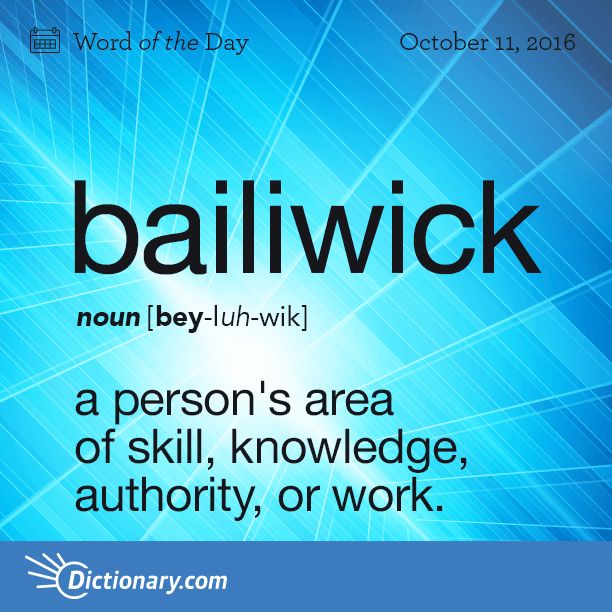 Word of the Day October 11, 2016
bailiwick
noun [bey-luh-wik]
a person's area
of skill, knowledge,
authority, or work.
Dictionary.com